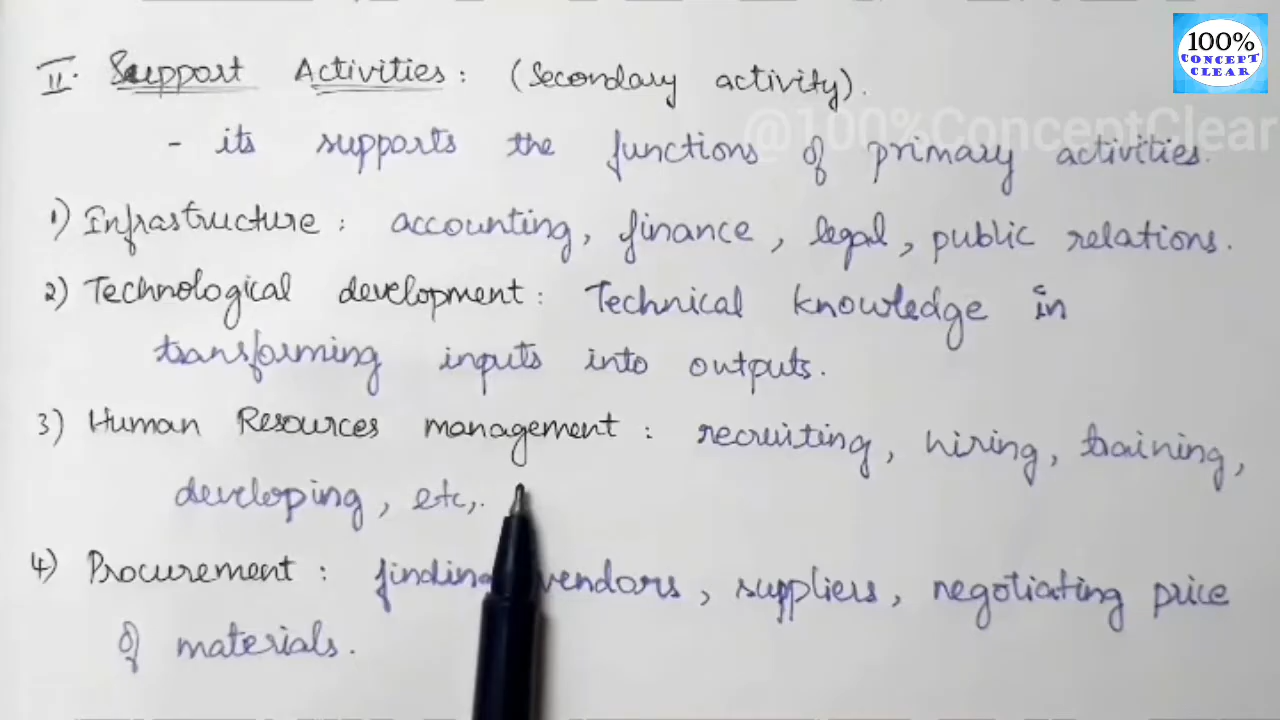 100%
CONCEPT
CLEAR
II. Support Activities: (Secondary activity).
@100%ConceptClear
- its supports the functions of primary activities.
1) Infrastructure: accounting, finance, legal, public relations.
2) Technological development: Technical knowledge in
transforming inputs into outputs.
3) Human Resources management: recruiting, hiring, training,
developing, etc,.
4) Procurement: finding vendors, suppliers, negotiating price
of materials.